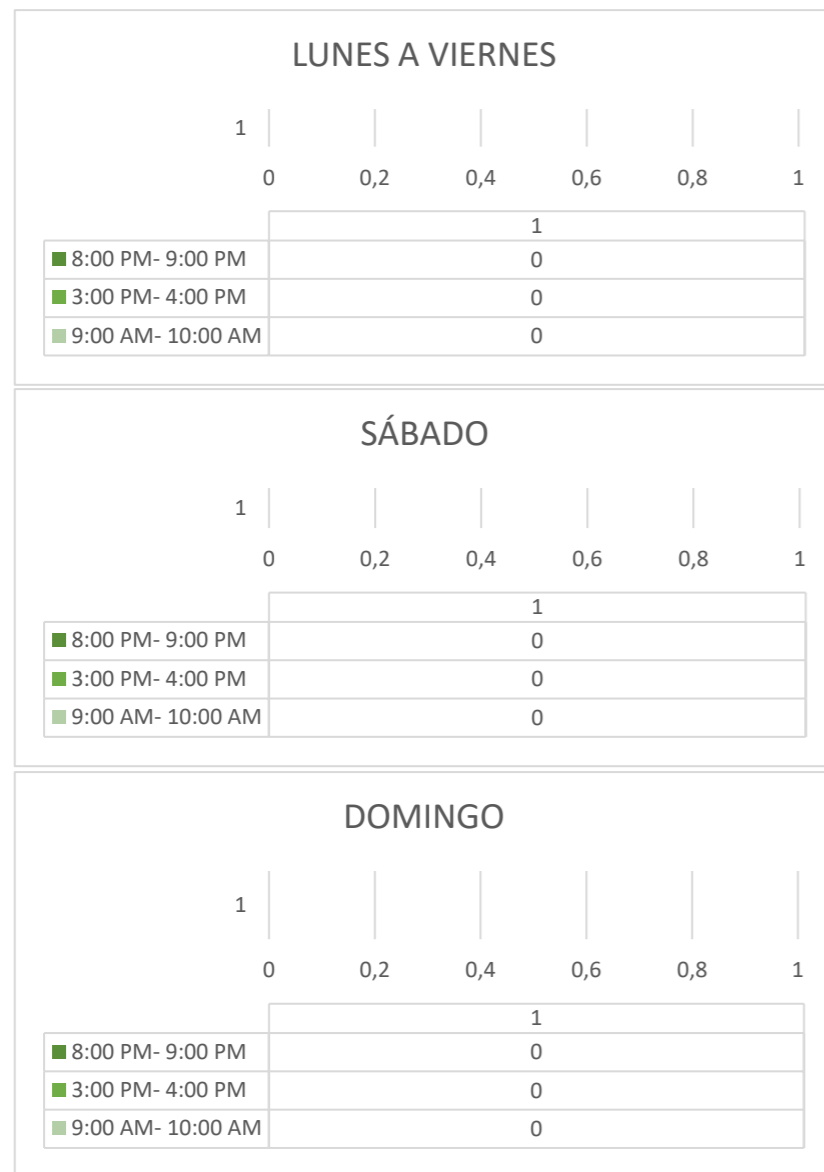 LUNES A VIERNES
1
0 0,2 0,4 0,6 0,8 1
1
8:00 PM- 9:00 PM 0
3:00 PM- 4:00 PM 0
9:00 AM- 10:00 AM 0
SÁBADO
1
0 0,2 0,4 0,6 0,8 1
1
8:00 PM- 9:00 PM 0
3:00 PM- 4:00 PM 0
9:00 AM- 10:00 AM 0
DOMINGO
1
0 0,2 0,4 0,6 0,8 1
1
8:00 PM- 9:00 PM 0
3:00 PM- 4:00 PM 0
9:00 AM- 10:00 AM 0